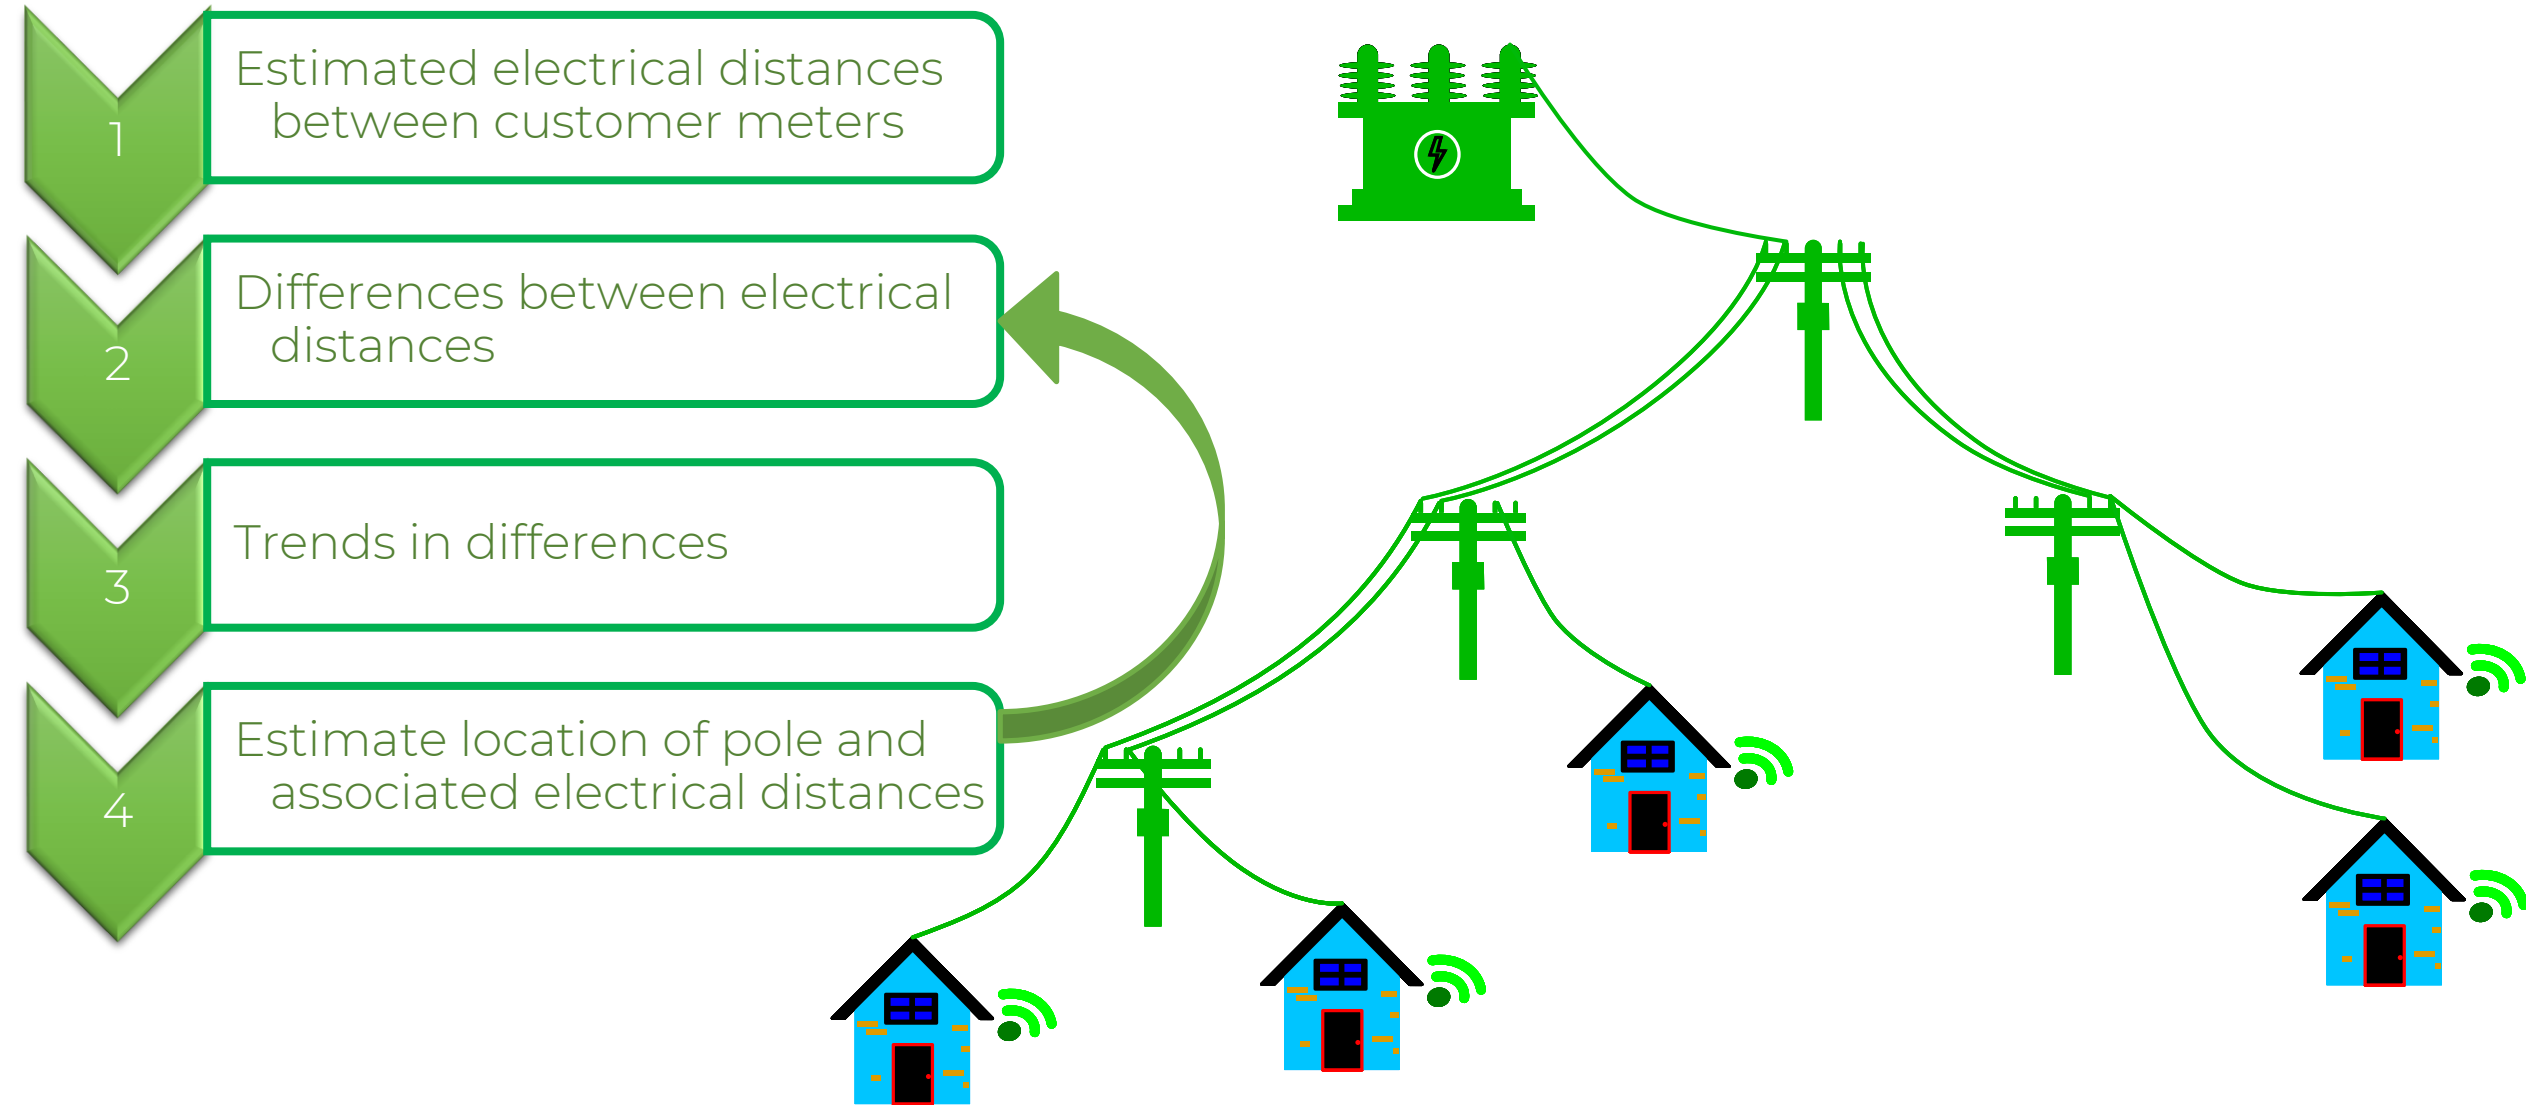 1
Estimated electrical distances
between customer meters
2
Differences between electrical
distances
3
Trends in differences
4
Estimate location of pole and
associated electrical distances